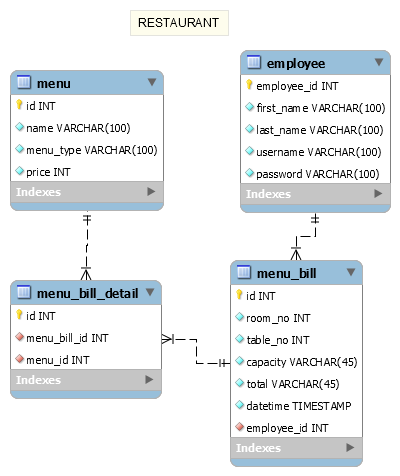 RESTAURANT
menu
id INT
name VARCHAR(100)
menu_type VARCHAR(100)
price INT
Indexes
employee
employee_id INT
first_name VARCHAR(100)
last_name VARCHAR(100)
username VARCHAR(100)
password VARCHAR(100)
Indexes
menu_bill_detail
id INT
menu_bill_id INT
menu_id INT
Indexes
menu_bill
id INT
room_no INT
table_no INT
capacity VARCHAR(45)
total VARCHAR(45)
datetime TIMESTAMP
employee_id INT
Indexes